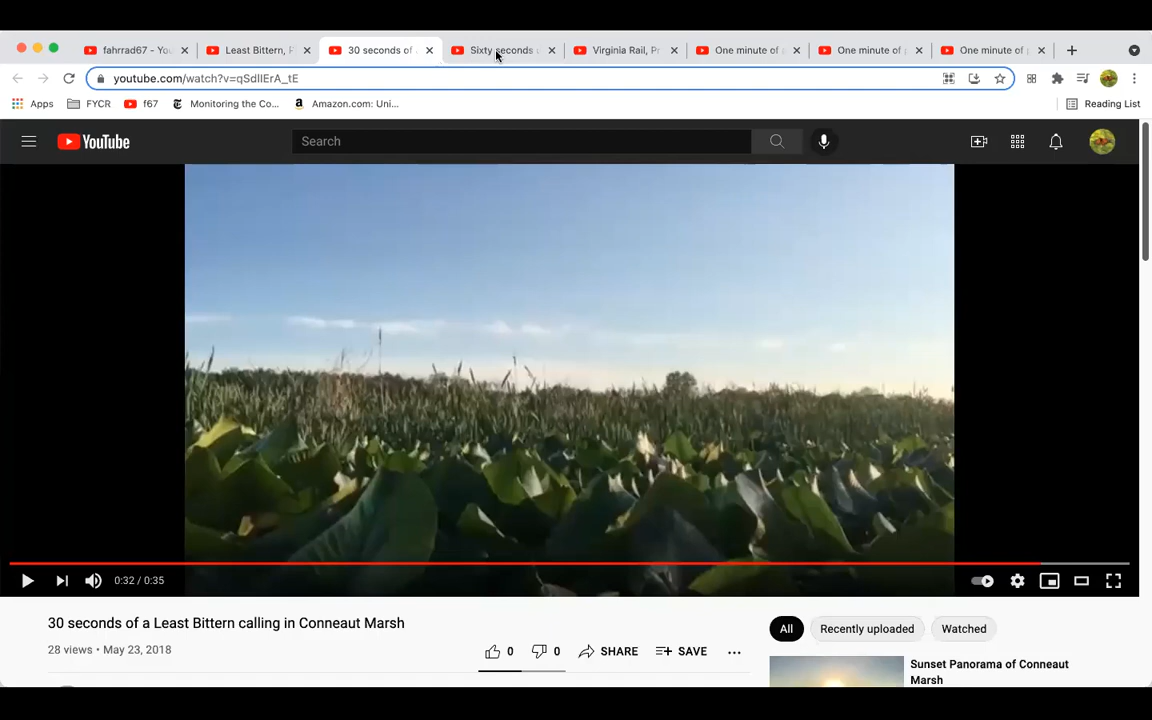 fahrrad67 - You
Least Bittern, P
30 seconds of
Sixty seconds
Virginia Rail, Pr
One minute of
One minute of
One minute of
youtube.com/watch?v=qSdIIErA_tE
Apps
FYCR
f67
Monitoring the Co...
Amazon.com: Uni...
Reading List
YouTube
Search
0:32 / 0:35
30 seconds of a Least Bittern calling in Conneaut Marsh
28 views • May 23, 2018
0
0
SHARE
SAVE
All
Recently uploaded
Watched
Sunset Panorama of Conneaut
Marsh